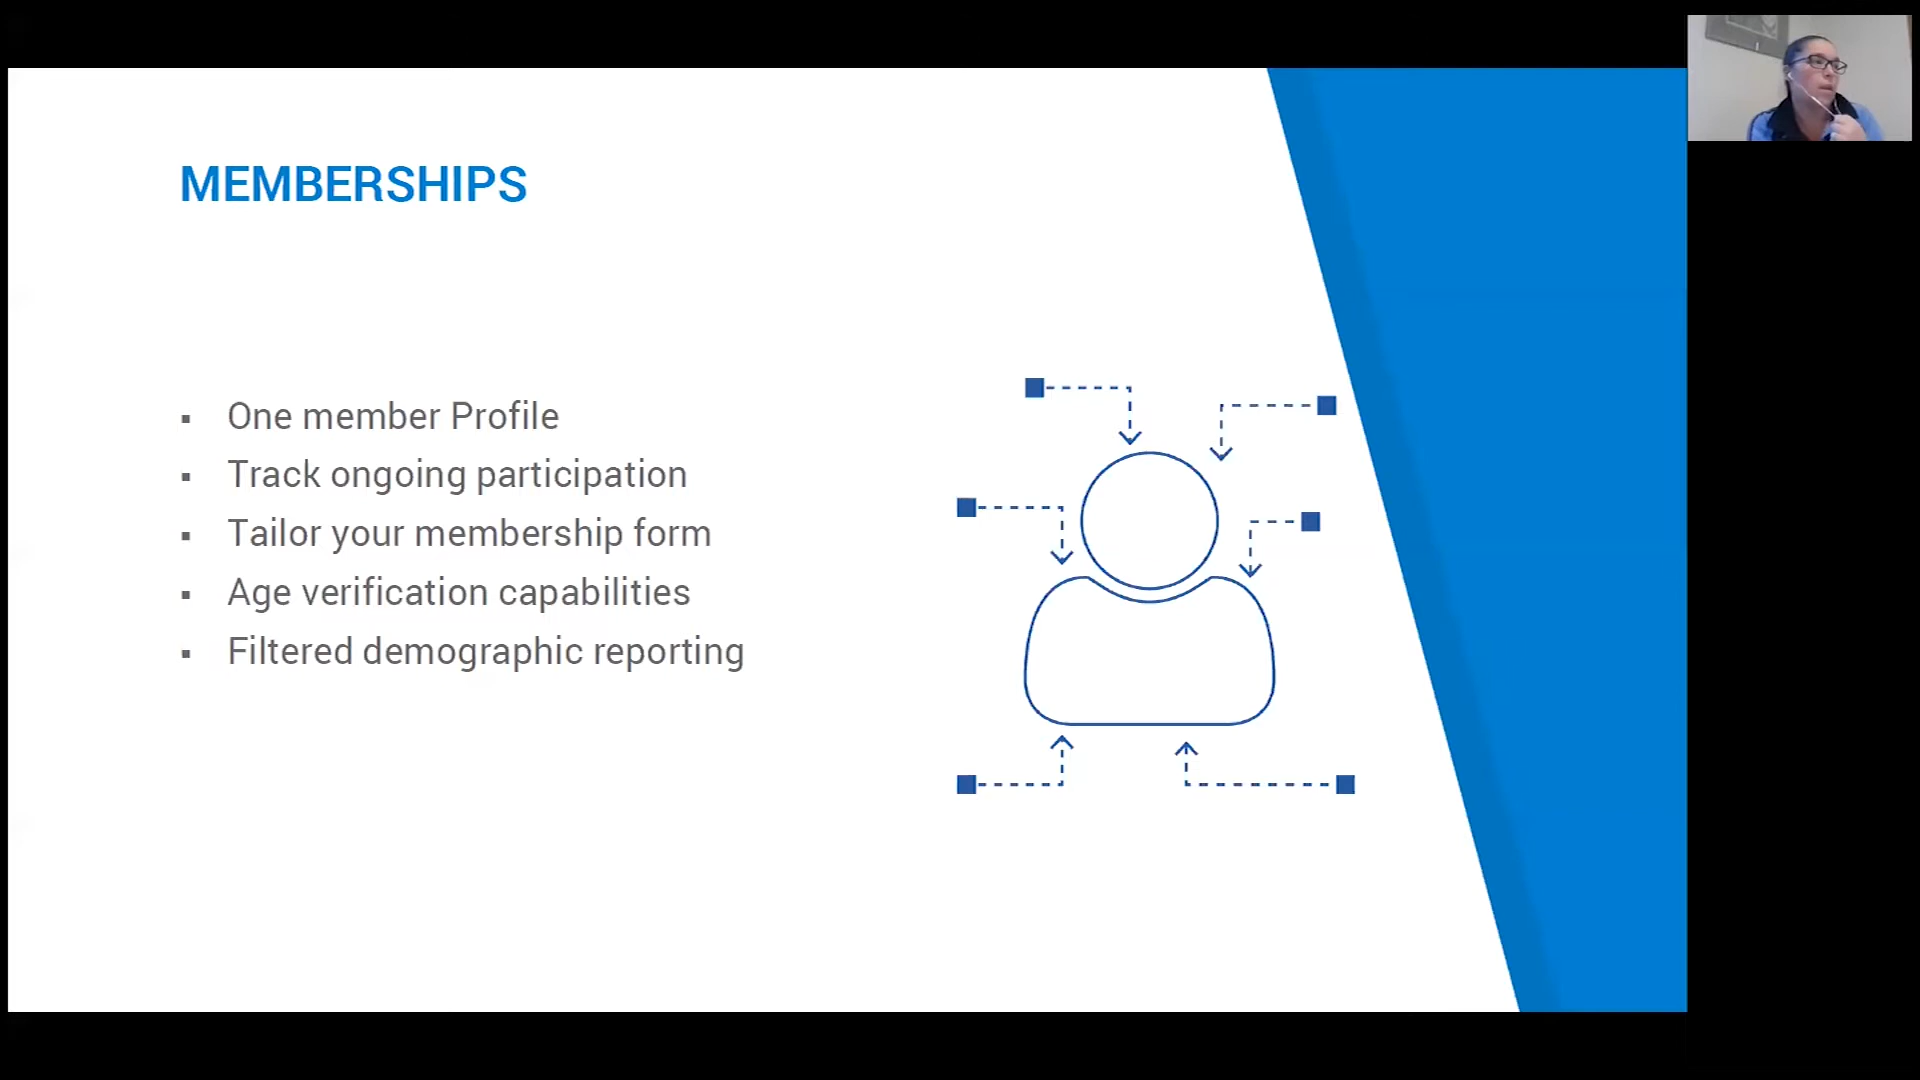 MEMBERSHIPS
▪ One member Profile
▪ Track ongoing participation
▪ Tailor your membership form
▪ Age verification capabilities
▪ Filtered demographic reporting